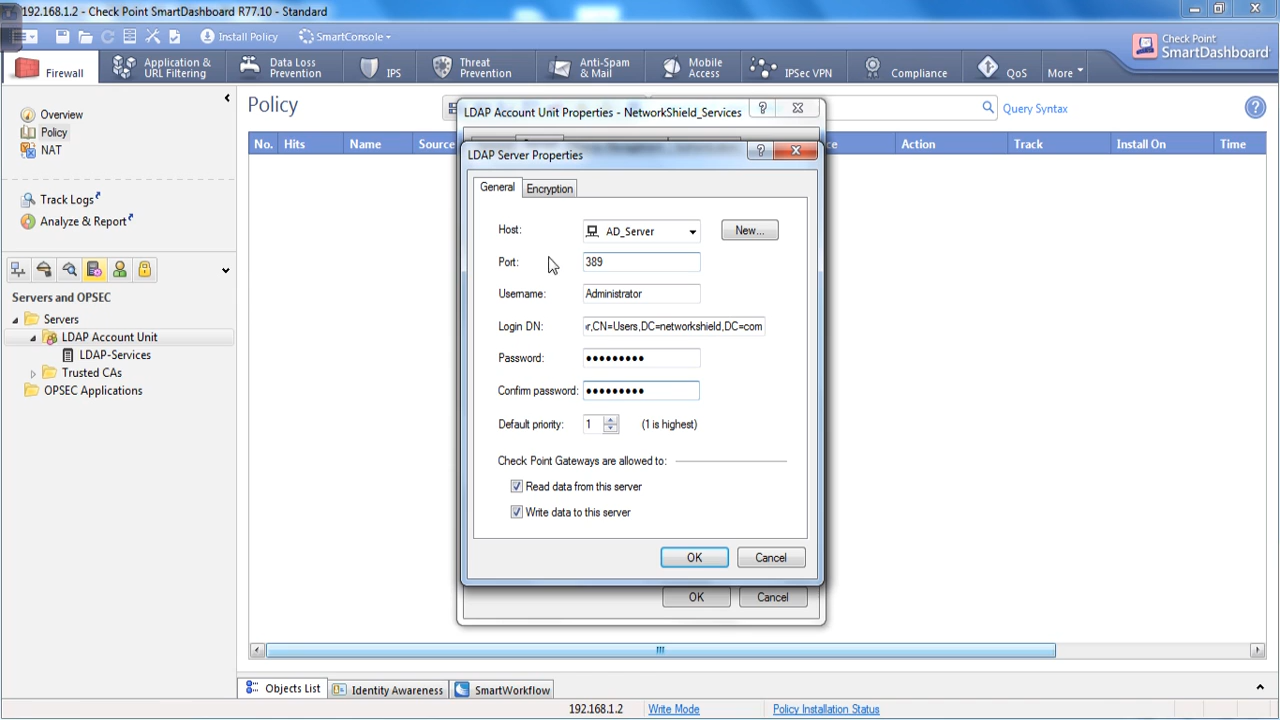 192.168.1.2 - Check Point SmartDashboard R77.10 - Standard
Install Policy
SmartConsole
Check Point
SmartDashboard
Firewall
Application &
URL Filtering
Data Loss
Prevention
IPS
Threat
Prevention
Anti-Spam
& Mail
Mobile
Access
IPSec VPN
Compliance
QoS
More
Overview
Policy
NAT
Track Logs
Analyze & Report
Servers and OPSEC
Servers
LDAP Account Unit
LDAP-Services
Trusted CAs
OPSEC Applications
Policy
Query Syntax
No. Hits Name Source Action Track Install On Time
LDAP Account Unit Properties - NetworkShield_Services
LDAP Server Properties
General Encryption
Host: AD_Server New...
Port: 389
Username: Administrator
Login DN: r,CN=Users,DC=networkshield,DC=com
Password: •••••••••
Confirm password: •••••••••
Default priority: 1 (1 is highest)
Check Point Gateways are allowed to:
Read data from this server
Write data to this server
OK Cancel
OK Cancel
Objects List Identity Awareness SmartWorkflow
192.168.1.2 Write Mode Policy Installation Status